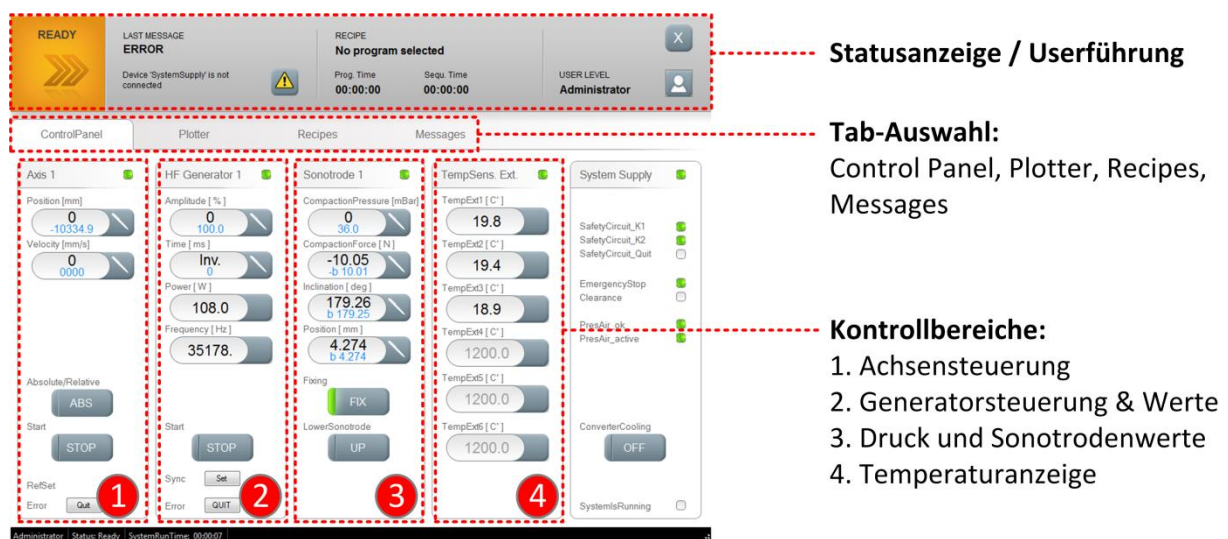 READY
LAST MESSAGE
ERROR
Device 'SystemSupply' is not
connected
RECIPE
No program selected
Prog. Time
Sequ. Time
00:00:00
00:00:00
X
USER LEVEL
Administrator
Statusanzeige / Userführung
ControlPanel
Plotter
Recipes
Messages
Tab-Auswahl:
Control Panel, Plotter, Recipes,
Messages
Axis 1
Position [mm]
0
-10334.9
Velocity [mm/s]
0
0000
Absolute/Relative
ABS
Start
STOP
RefSet
Error
Quit
1
HF Generator 1
Amplitude [ % ]
0
100.0
Time [ ms ]
Inv.
0
Power [ W ]
108.0
Frequency [ Hz ]
35178.
Start
STOP
Sync
Set
Error
QUIT
2
Sonotrode 1
CompactionPressure [mBar]
0
36.0
CompactionForce [ N ]
-10.05
-b 10.01
Inclination [ deg ]
179.26
b 179.25
Position [ mm ]
4.274
b 4.274
Fixing
FIX
LowerSonotrode
UP
3
TempSens. Ext.
TempExt1 [ C° ]
19.8
TempExt2 [ C° ]
19.4
TempExt3 [ C° ]
18.9
TempExt4 [ C° ]
1200.0
TempExt5 [ C° ]
1200.0
TempExt6 [ C° ]
1200.0
4
System Supply
SafetyCircuit_K1
SafetyCircuit_K2
SafetyCircuit_Quit
EmergencyStop
Clearance
PresAir_ok
PresAir_active
ConverterCooling
OFF
SystemIsRunning
Kontrollbereiche:
1. Achsensteuerung
2. Generatorsteuerung & Werte
3. Druck und Sonotrodenwerte
4. Temperaturanzeige
Administrator Status: Ready SystemRunTime: 00:00:07